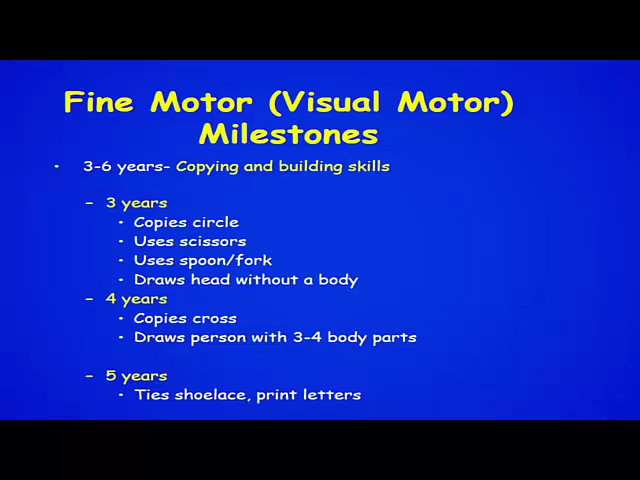 Fine Motor (Visual Motor)
Milestones
• 3-6 years- Copying and building skills
– 3 years
• Copies circle
• Uses scissors
• Uses spoon/fork
• Draws head without a body
– 4 years
• Copies cross
• Draws person with 3-4 body parts
– 5 years
• Ties shoelace, print letters